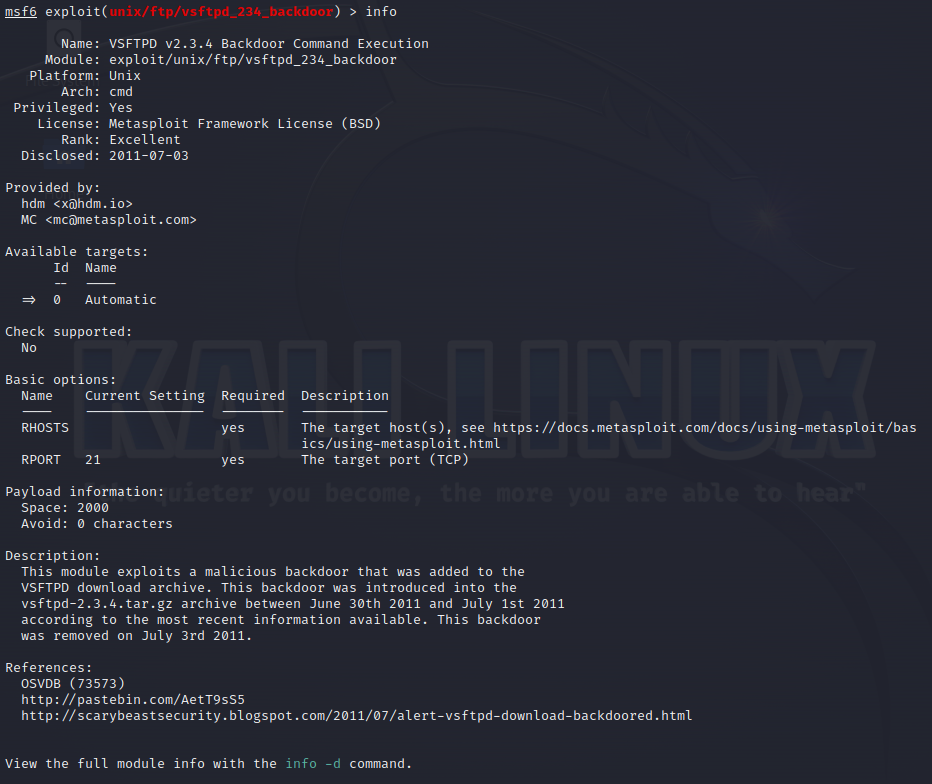 msf6 exploit(unix/ftp/vsftpd_234_backdoor) > info
Name: VSFTPD v2.3.4 Backdoor Command Execution
Module: exploit/unix/ftp/vsftpd_234_backdoor
Platform: Unix
Arch: cmd
Privileged: Yes
License: Metasploit Framework License (BSD)
Rank: Excellent
Disclosed: 2011-07-03
Provided by:
hdm <x@hdm.io>
MC <mc@metasploit.com>
Available targets:
Id Name
-- ----
=> 0 Automatic
Check supported:
No
Basic options:
Name Current Setting Required Description
---- --------------- -------- -----------
RHOSTS yes The target host(s), see https://docs.metasploit.com/docs/using-metasploit/bas
ics/using-metasploit.html
RPORT 21 yes The target port (TCP)
KALI LINUX
Payload information:
quieter you become, the more you are able to hear"
Space: 2000
Avoid: 0 characters
Description:
This module exploits a malicious backdoor that was added to the
VSFTPD download archive. This backdoor was introduced into the
vsftpd-2.3.4.tar.gz archive between June 30th 2011 and July 1st 2011
according to the most recent information available. This backdoor
was removed on July 3rd 2011.
References:
OSVDB (73573)
http://pastebin.com/AetT9sS5
http://scarybeastsecurity.blogspot.com/2011/07/alert-vsftpd-download-backdoored.html
View the full module info with the info -d command.